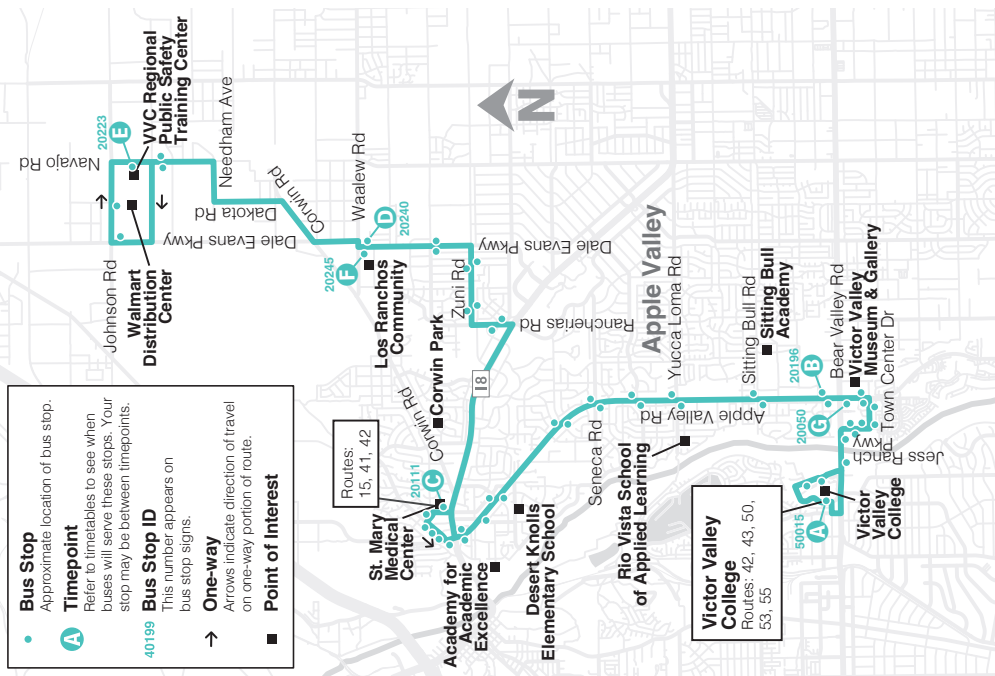 Bus Stop
Approximate location of bus stop.
A
Timepoint
Refer to timetables to see when
buses will serve these stops. Your
stop may be between timepoints.
40199
Bus Stop ID
This number appears on
bus stop signs.
One-way
Arrows indicate direction of travel
on one-way portion of route.
Point of Interest
Johnson Rd
Walmart
Distribution
Center
Navajo Rd
20223
E
VVC Regional
Public Safety
Training Center
Needham Ave
Dakota Rd
Dale Evans Pkwy
Corwin Rd
Waalew Rd
D
20240
20245
F
Los Ranchos
Community
Dale Evans Pkwy
Zuni Rd
Rancherias Rd
N
Apple Valley
18
Corwin Park
Corwin Rd
Routes:
15, 41, 42
20111
C
St. Mary
Medical
Center
Academy for
Academic
Excellence
Desert Knolls
Elementary School
Seneca Rd
Rio Vista School
of Applied Learning
Yucca Loma Rd
Apple Valley Rd
Sitting Bull Rd
Sitting Bull
Academy
20196
B
Bear Valley Rd
Victor Valley
Museum & Gallery
Town Center Dr
20050
G
Jess Ranch
Pkwy
Victor Valley
College
Routes: 42, 43, 50,
53, 55
50015
A
Victor
Valley
College